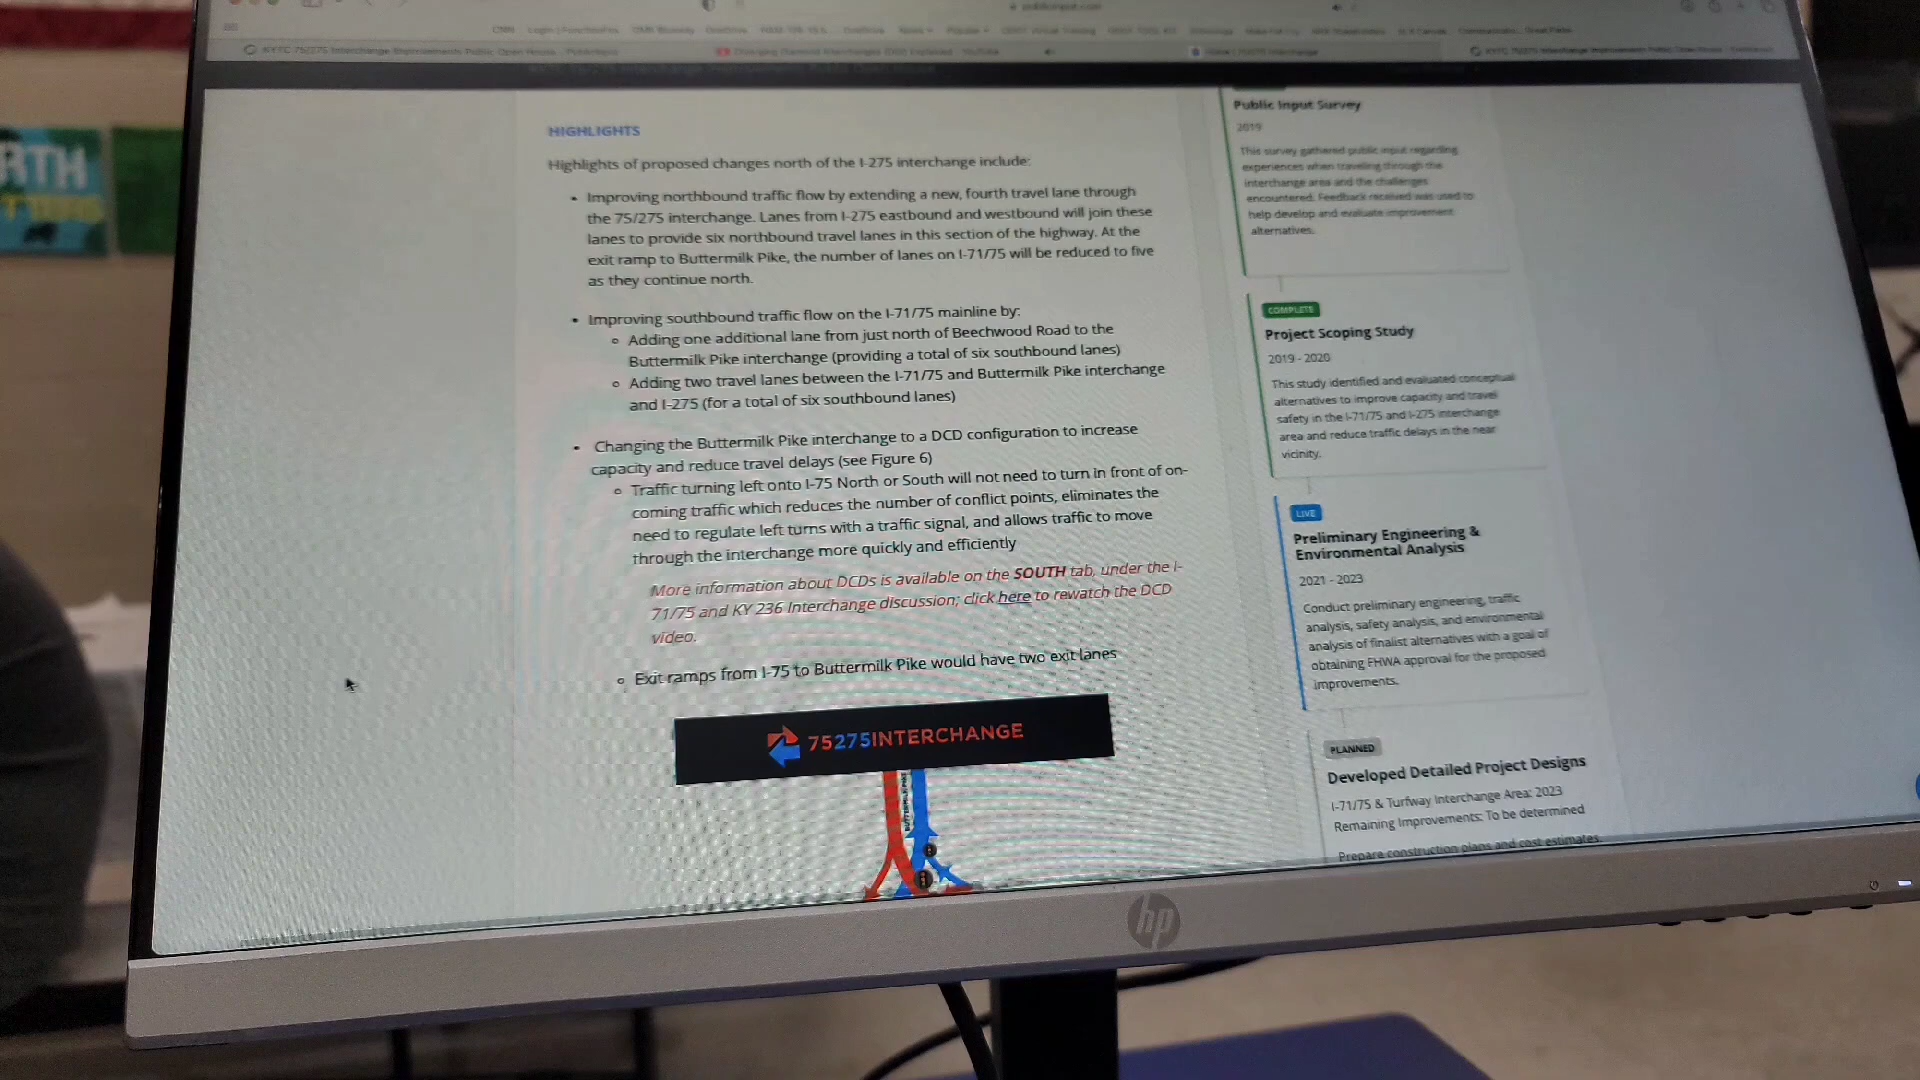 RTH
publicinput.com
HIGHLIGHTS
Highlights of proposed changes north of the I-275 interchange include:
• Improving northbound traffic flow by extending a new, fourth travel lane through
the 75/275 interchange. Lanes from I-275 eastbound and westbound will join these
lanes to provide six northbound travel lanes in this section of the highway. At the
exit ramp to Buttermilk Pike, the number of lanes on I-71/75 will be reduced to five
as they continue north.
• Improving southbound traffic flow on the I-71/75 mainline by:
o Adding one additional lane from just north of Beechwood Road to the
Buttermilk Pike interchange (providing a total of six southbound lanes)
o Adding two travel lanes between the I-71/75 and Buttermilk Pike interchange
and I-275 (for a total of six southbound lanes)
• Changing the Buttermilk Pike interchange to a DCD configuration to increase
capacity and reduce travel delays (see Figure 6)
o Traffic turning left onto I-75 North or South will not need to turn in front of on-
coming traffic which reduces the number of conflict points, eliminates the
need to regulate left turns with a traffic signal, and allows traffic to move
through the interchange more quickly and efficiently
More information about DCDs is available on the SOUTH tab, under the I-
71/75 and KY 236 Interchange discussion; click here to rewatch the DCD
video.
o Exit ramps from I-75 to Buttermilk Pike would have two exit lanes
75275INTERCHANGE
BUTTERMILK PIKE
Public Input Survey
2019
This survey gathered public input regarding
experiences when traveling through the
interchange area and the challenges
encountered. Feedback received was used to
help develop and evaluate improvement
alternatives.
COMPLETE
Project Scoping Study
2019 - 2020
This study identified and evaluated conceptual
alternatives to improve capacity and travel
safety in the I-71/75 and I-275 interchange
area and reduce traffic delays in the near
vicinity.
LIVE
Preliminary Engineering &
Environmental Analysis
2021 - 2023
Conduct preliminary engineering, traffic
analysis, safety analysis, and environmental
analysis of finalist alternatives with a goal of
obtaining FHWA approval for the proposed
improvements.
PLANNED
Developed Detailed Project Designs
I-71/75 & Turfway Interchange Area: 2023
Remaining Improvements: To be determined
Prepare construction plans and cost estimates.
hp